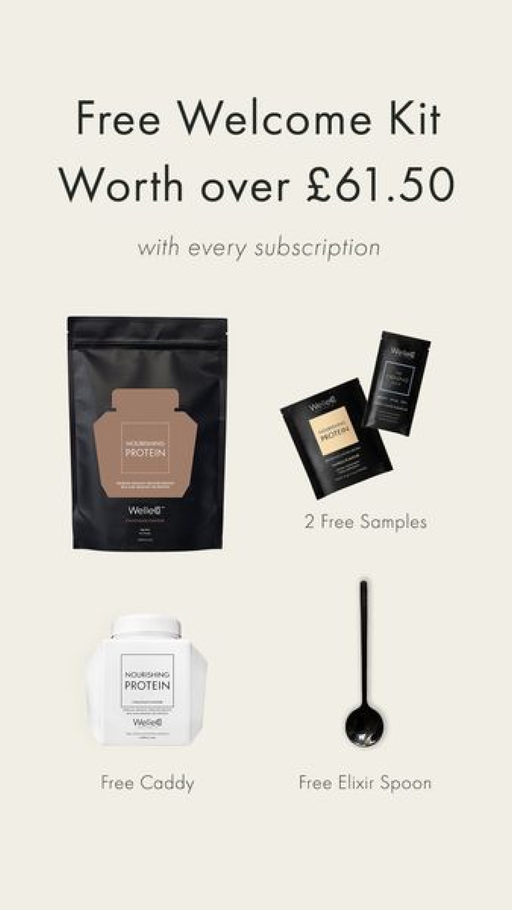 Free Welcome Kit
Worth over £61.50
with every subscription
NOURISHING
PROTEIN
WelleCo
NOURISHING
PROTEIN
WelleCo
WelleCo
2 Free Samples
NOURISHING
PROTEIN
WelleCo
Free Caddy
Free Elixir Spoon